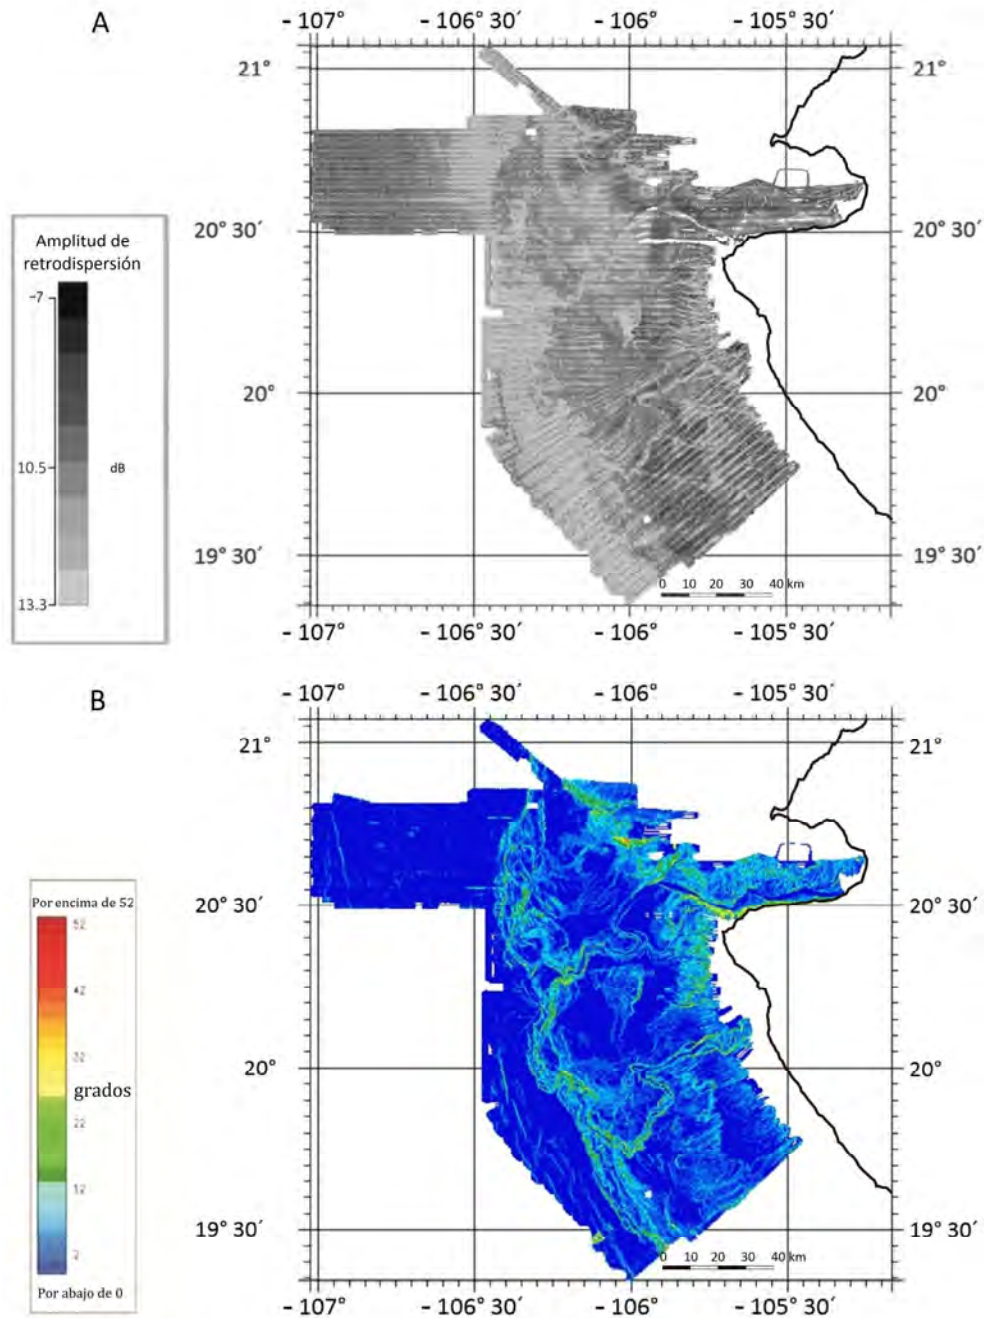 A
- 107° - 106° 30´ - 106° - 105° 30´
21°
20° 30´
20°
19° 30´
21°
20° 30´
20°
19° 30´
Amplitud de
retrodispersión
-7
10.5
dB
13.3
0 10 20 30 40 km
- 107° - 106° 30´ - 106° - 105° 30´
B
- 107° - 106° 30´ - 106° - 105° 30´
21°
20° 30´
20°
19° 30´
21°
20° 30´
20°
19° 30´
Por encima de 52
52
42
32
grados
22
12
2
Por abajo de 0
0 10 20 30 40 km
- 107° - 106° 30´ - 106° - 105° 30´